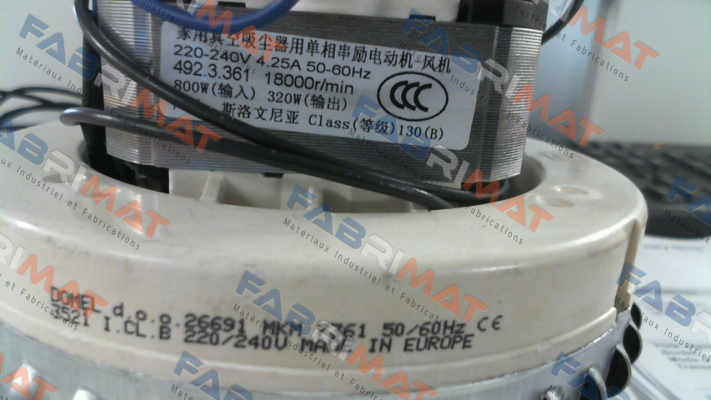 家用真空吸尘器用单相串励电动机-风机
220-240V 4.25A 50-60Hz
492.3.361 18000r/min
800W(输入) 320W(输出)
斯洛文尼亚 Class(等级)130(B)
CCC
DOMEL d.o.o. 26691 MKM 50/60Hz CE
3521 I.CL.B 220/240V MADE IN EUROPE
FABRIMAT
Materiaux Industriel et Fabrications